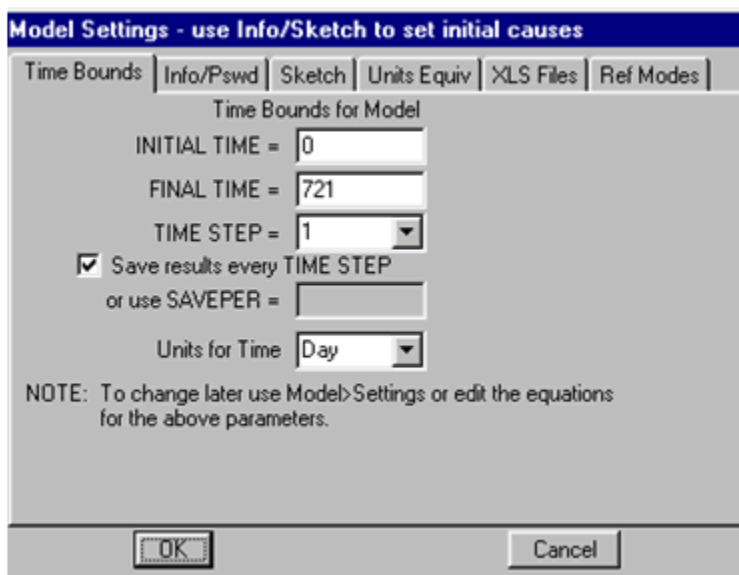 Model Settings - use Info/Sketch to set initial causes
Time Bounds Info/Pswd Sketch Units Equiv XLS Files Ref Modes
Time Bounds for Model
INITIAL TIME = 0
FINAL TIME = 721
TIME STEP = 1
Save results every TIME STEP
or use SAVEPER =
Units for Time Day
NOTE: To change later use Model>Settings or edit the equations
for the above parameters.
OK Cancel